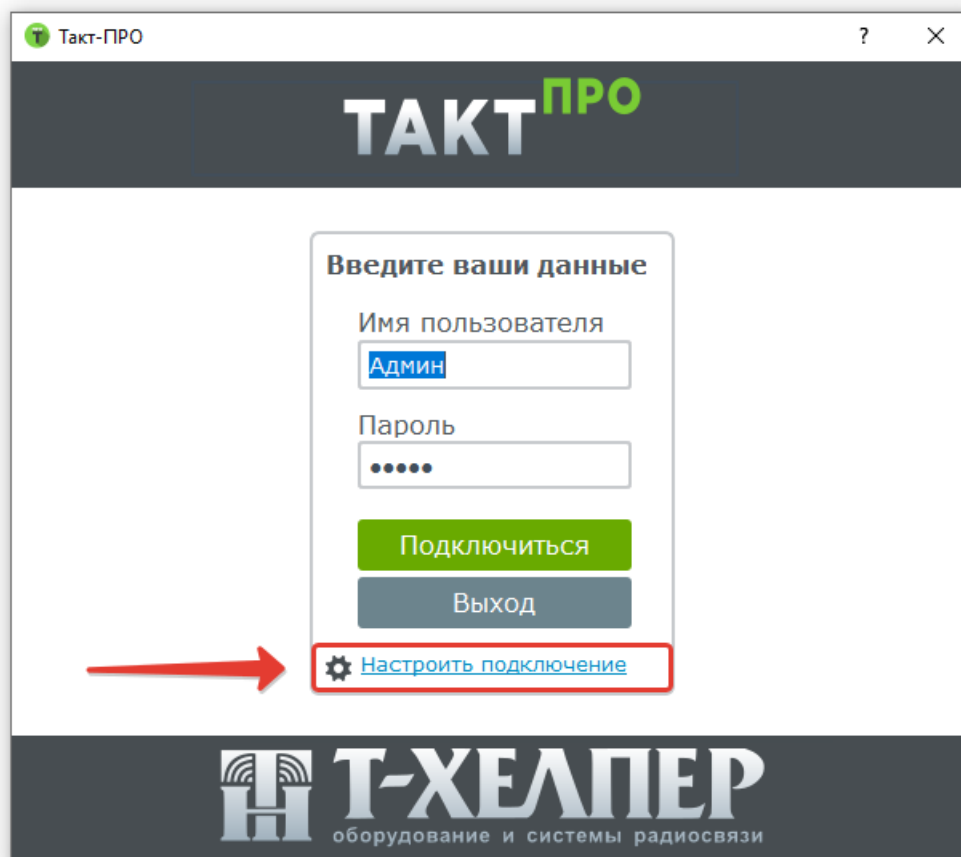 Такт-ПРО
?
ТАКТ ПРО
Введите ваши данные
Имя пользователя
Админ
Пароль
•••••
Подключиться
Выход
Настроить подключение
Т-ХЕЛПЕР
оборудование и системы радиосвязи